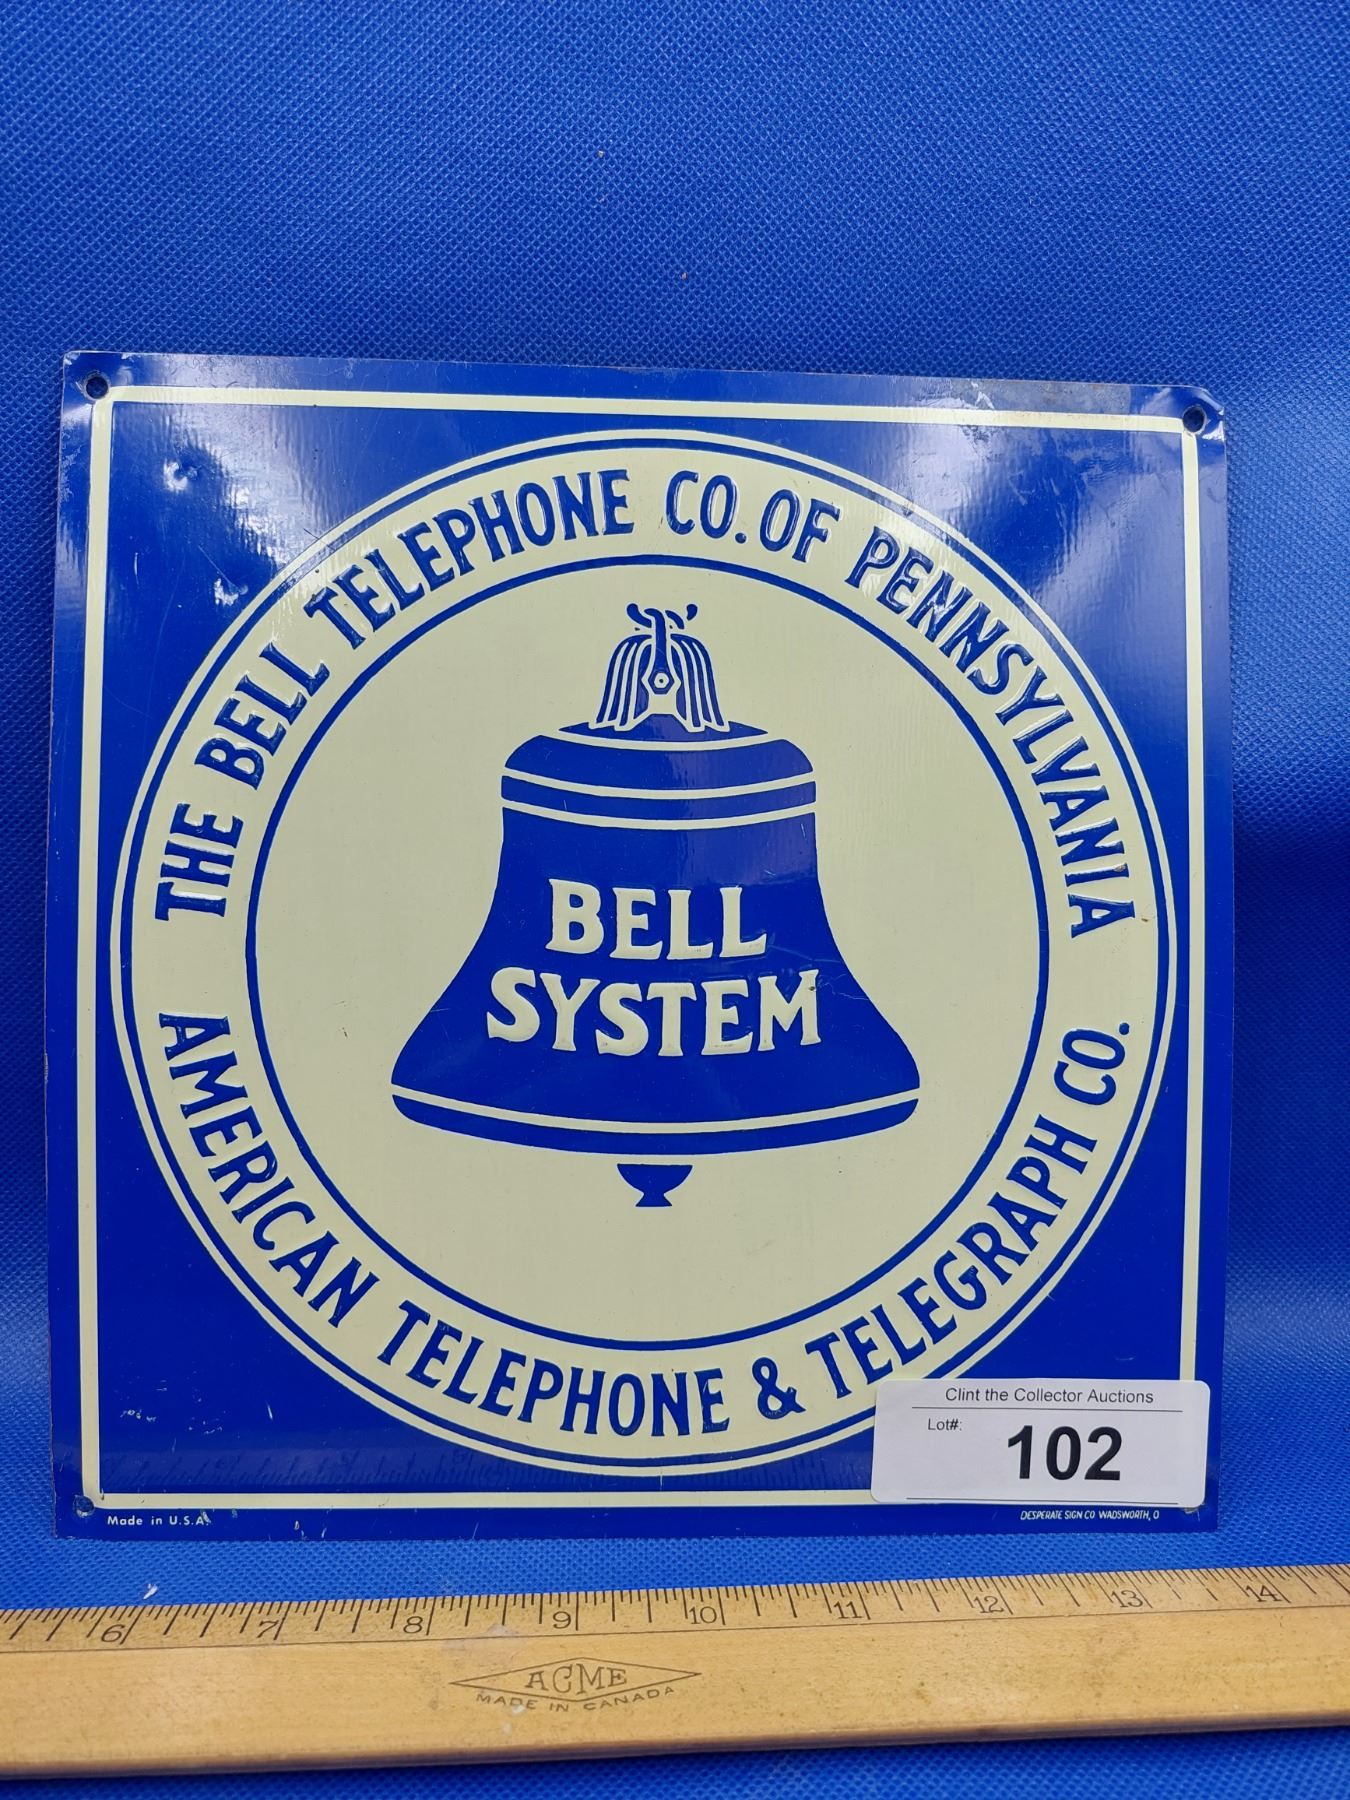 THE BELL TELEPHONE CO. OF PENNSYLVANIA
BELL
SYSTEM
AMERICAN TELEPHONE & TELEGRAPH CO.
Clint the Collector Auctions
Lot#:
102
Made in U.S.A.
DESPERATE SIGN CO WADSWORTH, O
6 7 8 9 10 11 12 13 14
ACME
MADE IN CANADA